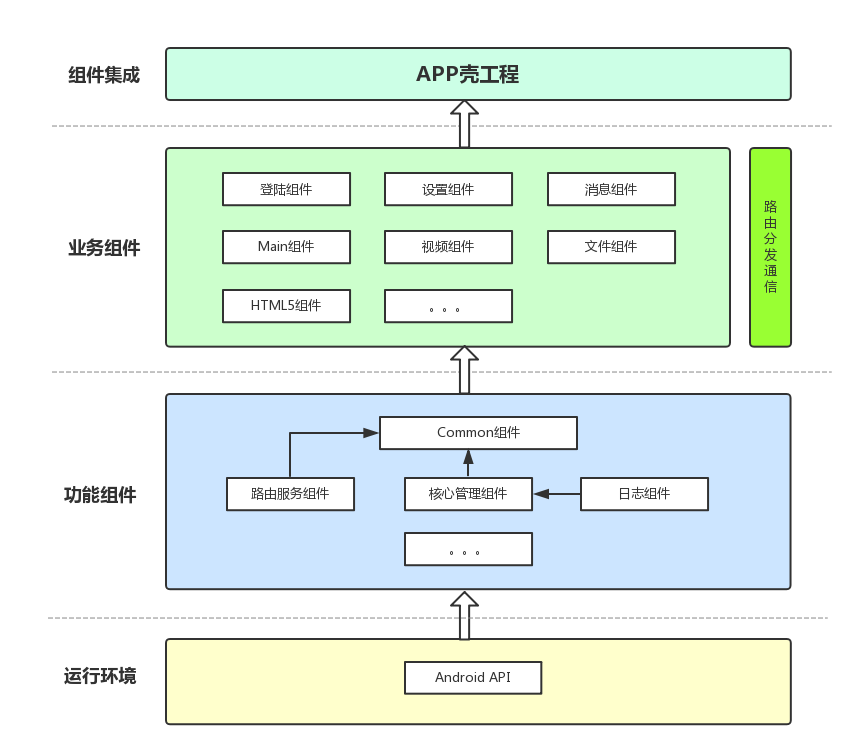 组件集成
APP壳工程
业务组件
登陆组件
设置组件
消息组件
Main组件
视频组件
文件组件
HTML5组件
。。。
路由分发通信
功能组件
Common组件
路由服务组件
核心管理组件
日志组件
。。。
运行环境
Android API